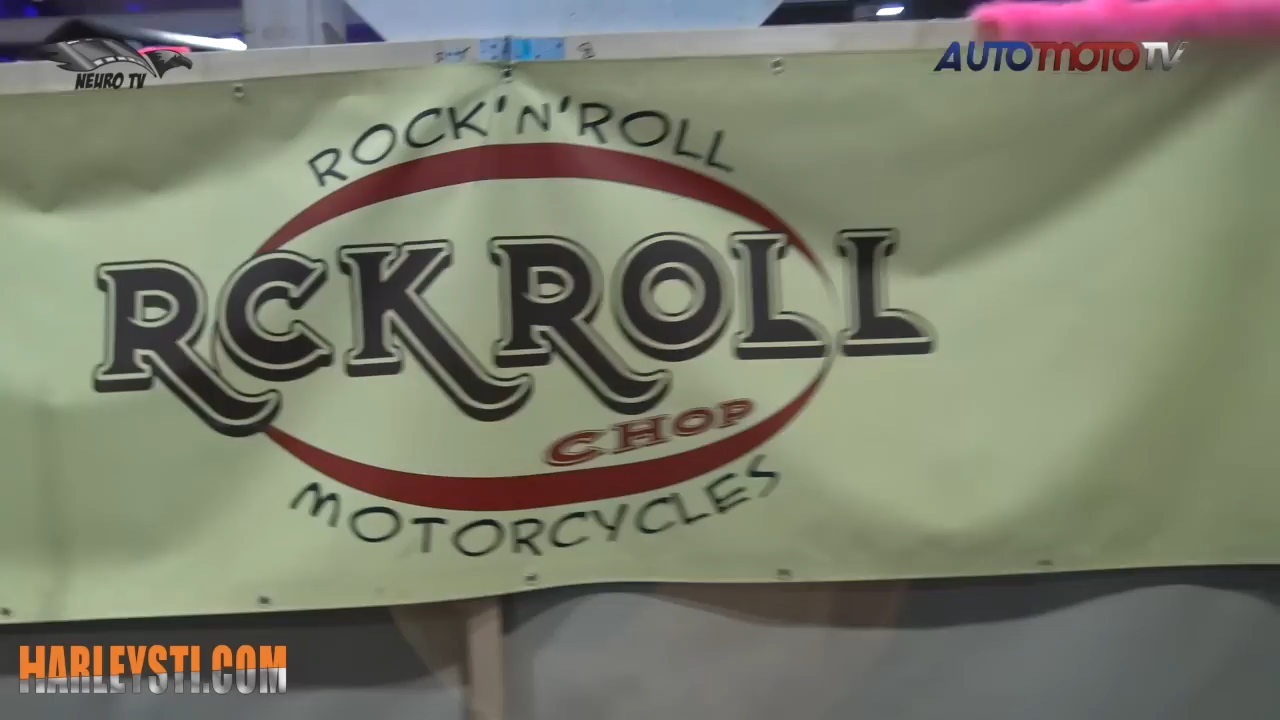 NEURO TV
AUTOMOTOTV
ROCK'N'ROLL
RCKROLL
CHOP
MOTORCYCLES
HARLEYSTI.COM